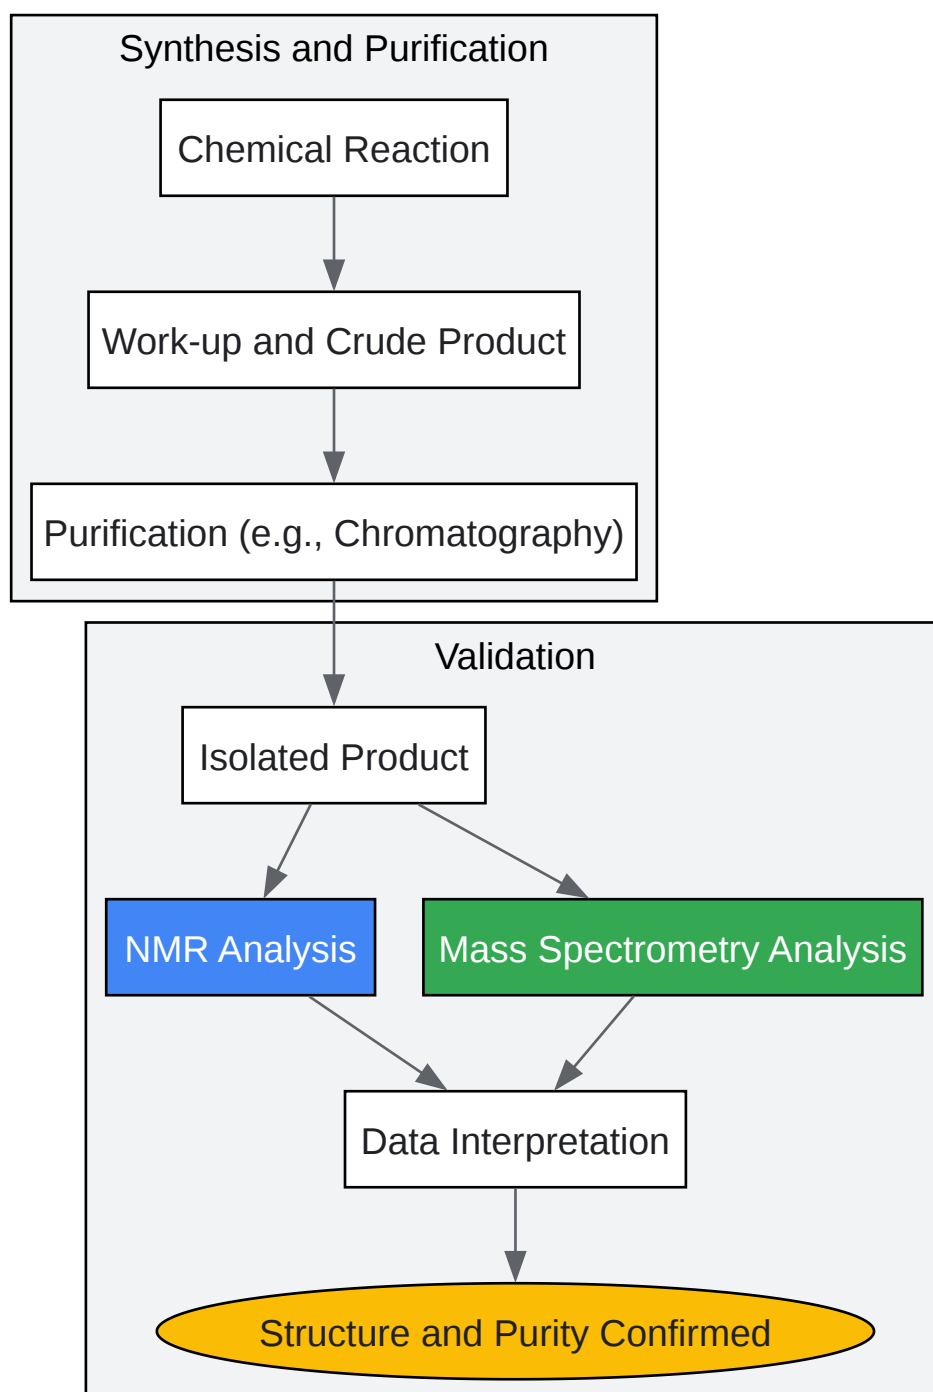 Synthesis and Purification
Chemical Reaction
Work-up and Crude Product
Purification (e.g., Chromatography)
Validation
Isolated Product
NMR Analysis
Mass Spectrometry Analysis
Data Interpretation
Structure and Purity Confirmed